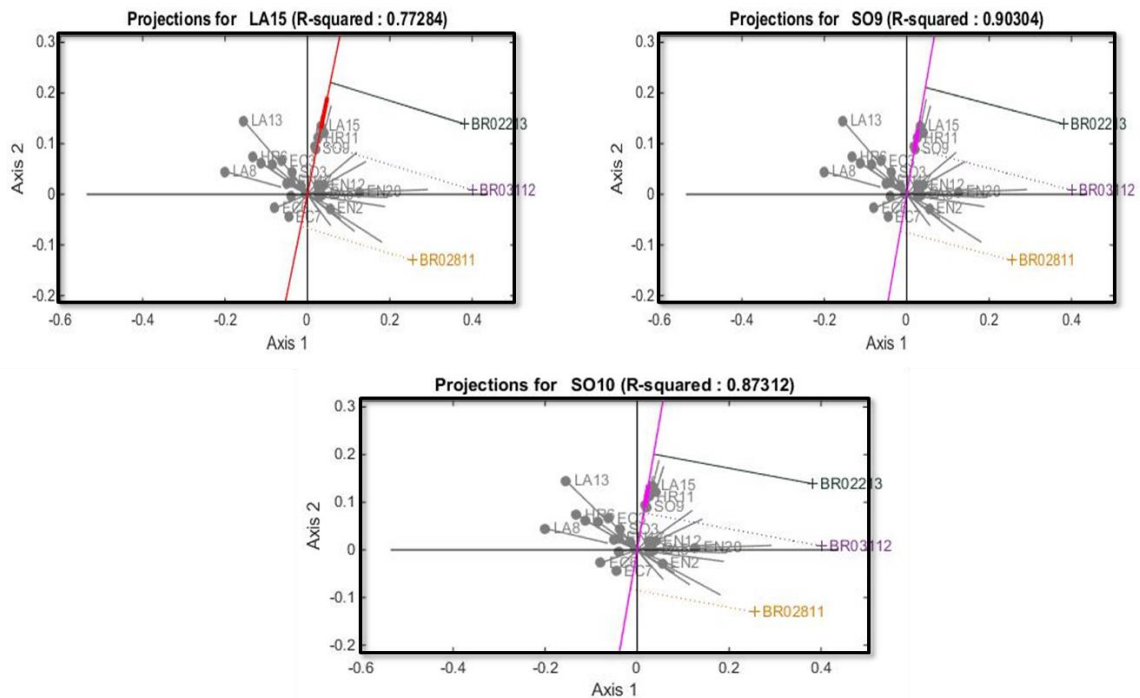 Projections for LA15 (R-squared : 0.77284)
0.3
0.2
0.1
0
-0.1
-0.2
Axis 2
LA13
HR6
LA8
EC3
SO3
LA15
HR11
SO9
EN12
EN20
EN2
EC7
BR02213
BR03112
BR02811
-0.6
-0.4
-0.2
0
0.2
0.4
Axis 1
Projections for SO9 (R-squared : 0.90304)
0.3
0.2
0.1
0
-0.1
-0.2
Axis 2
LA13
HR6
LA8
EC3
SO3
LA15
HR11
SO9
EN12
EN20
EN2
EC7
BR02213
BR03112
BR02811
-0.6
-0.4
-0.2
0
0.2
0.4
Axis 1
Projections for SO10 (R-squared : 0.87312)
0.3
0.2
0.1
0
-0.1
-0.2
Axis 2
LA13
HR6
LA8
SO3
LA15
HR11
SO9
EN12
EN20
EN2
EC7
BR02213
BR03112
BR02811
-0.6
-0.4
-0.2
0
0.2
0.4
Axis 1